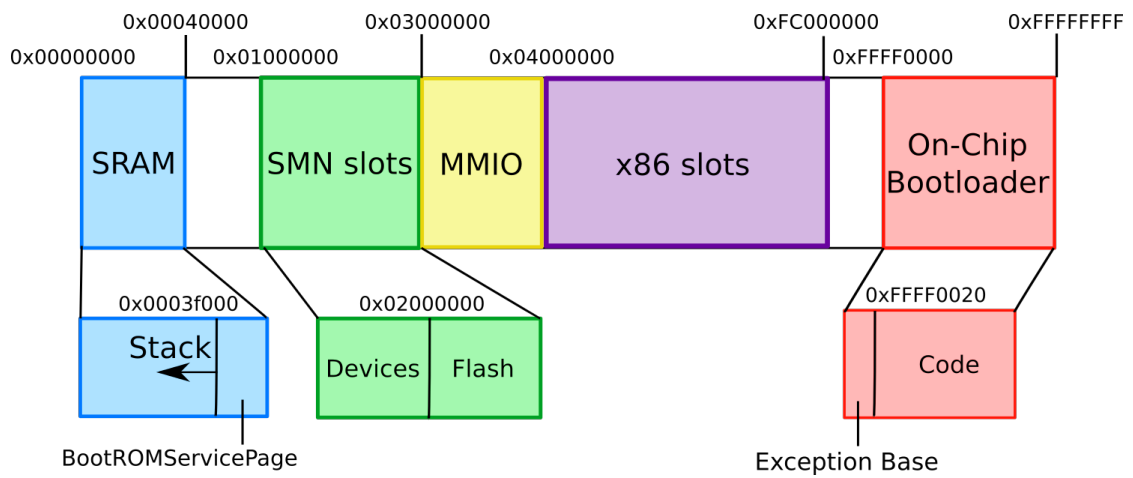 0x00040000
0x03000000
0xFC000000
0xFFFFFFFF
0x00000000
0x01000000
0x04000000
0xFFFF0000
SRAM
SMN slots
MMIO
x86 slots
On-Chip
Bootloader
0x0003f000
0x02000000
0xFFFF0020
Stack
Devices
Flash
Code
BootROMServicePage
Exception Base